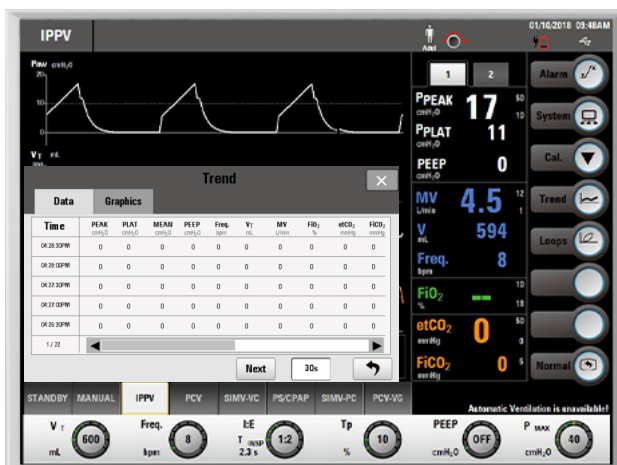 IPPV
Adul
01/10/2018 09:48AM
Paw cmH₂O
20
10
0
VT mL
1 2
PPEAK 17 50
cmH₂O 10
PPLAT 11
cmH₂O
PEEP 0
cmH₂O
MV 4.5 12
L/min 1
V 594
mL
Freq. 8
bpm
FiO₂ -- 10
% 18
etCO₂ 0 50
mmHg 0
FiCO₂ 0 5
mmHg
Alarm
System
Cal.
Trend
Loops
Normal
Trend
Data Graphics
Time PEAK PLAT MEAN PEEP Freq. VT MV FiO₂ etCO₂ FiCO₂
cmH₂O cmH₂O cmH₂O cmH₂O bpm mL L/min % mmHg mmHg
04:28:30PM 0 0 0 0 0 0 0 0 0 0
04:28:00PM 0 0 0 0 0 0 0 0 0 0
04:27:30PM 0 0 0 0 0 0 0 0 0 0
04:27:00PM 0 0 0 0 0 0 0 0 0 0
04:26:30PM 0 0 0 0 0 0 0 0 0 0
1 / 22
Next 30s
STANDBY MANUAL IPPV PCV SIMV-VC PS/CPAP SIMV-PC PCV-VG
Automatic Ventilation is unavailable!
VT 600 mL
Freq. 8 bpm
I:E 1:2 T INSP 2.3 s
Tp 10 %
PEEP OFF cmH₂O
P MAX 40 cmH₂O